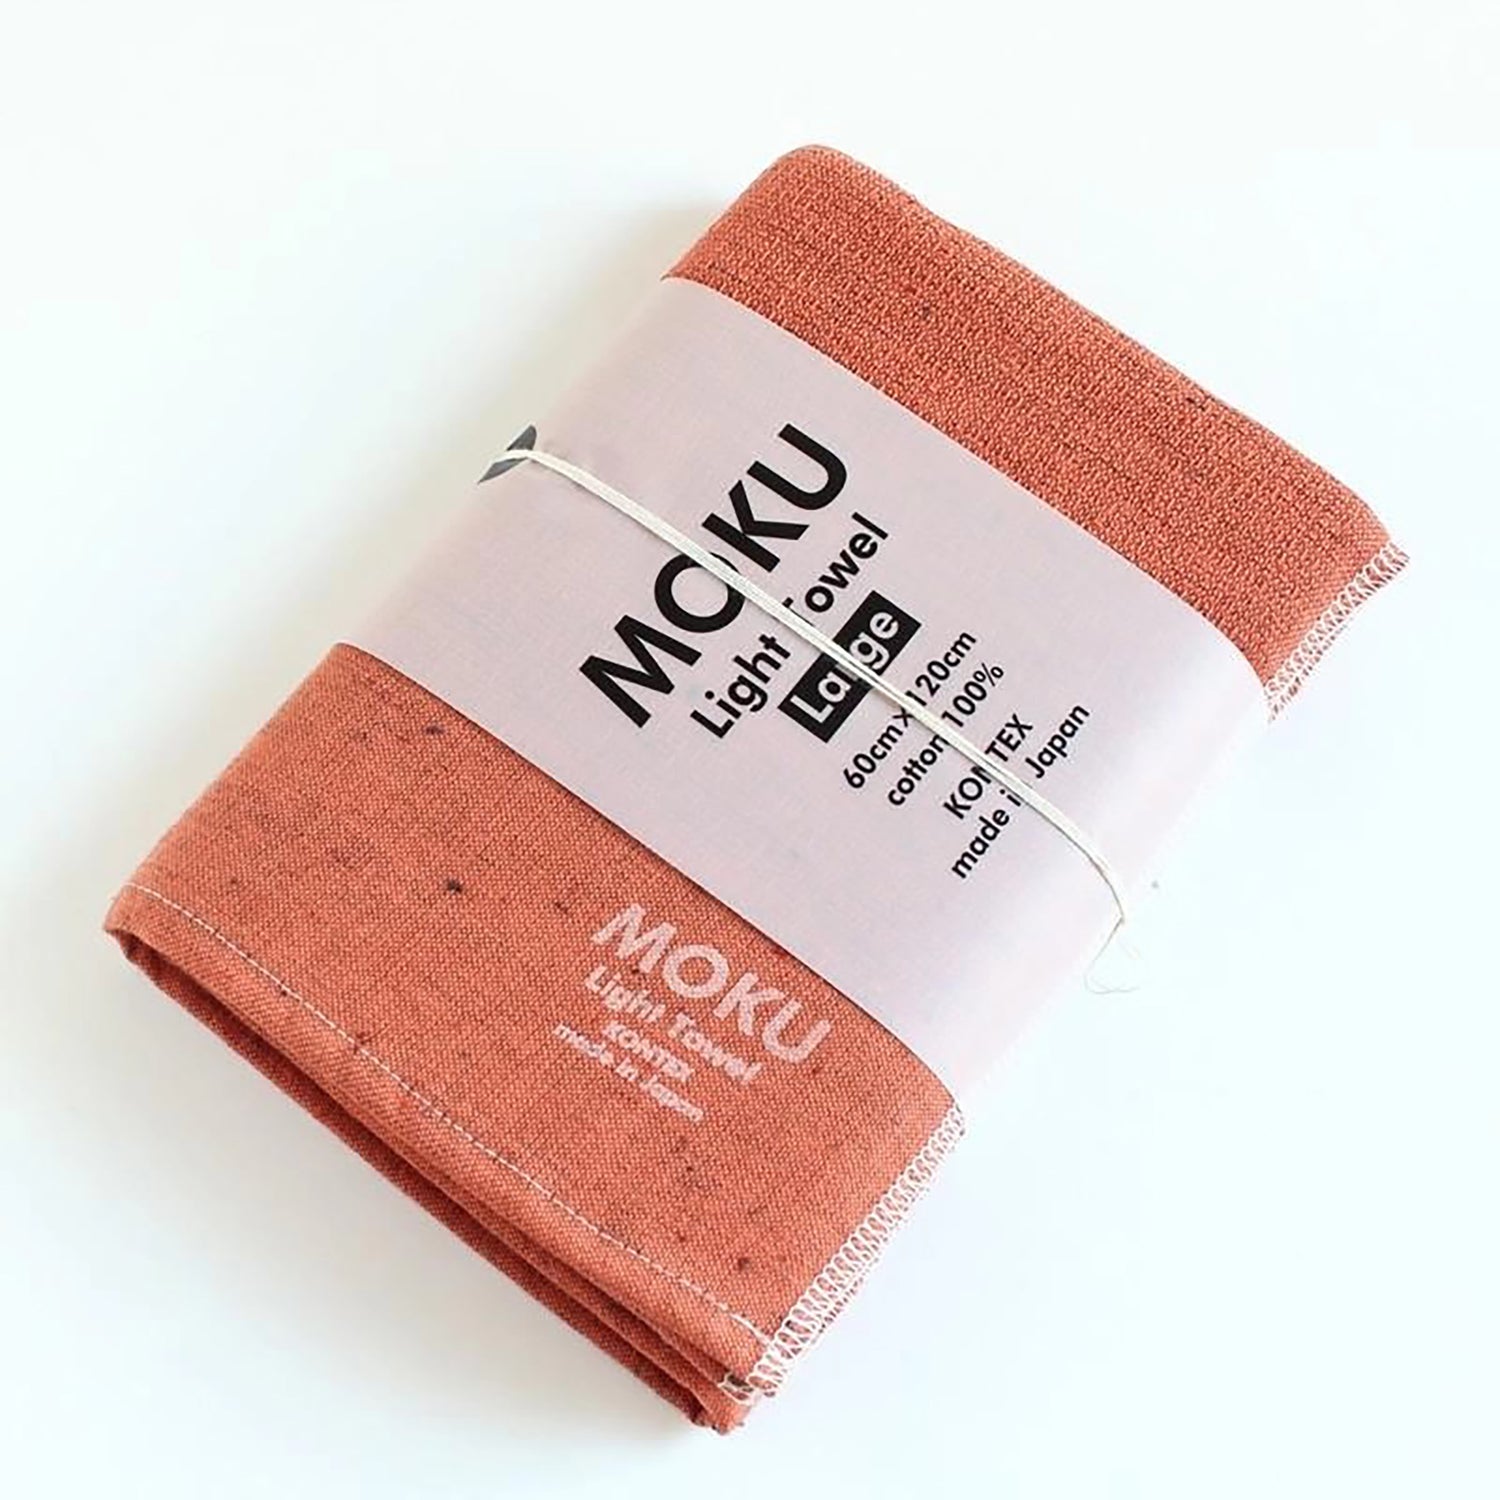 MOKU
Light Towel
Large
60cm×120cm
cotton 100%
KONTEX
made in Japan
MOKU
Light Towel
KONTEX
made in Japan